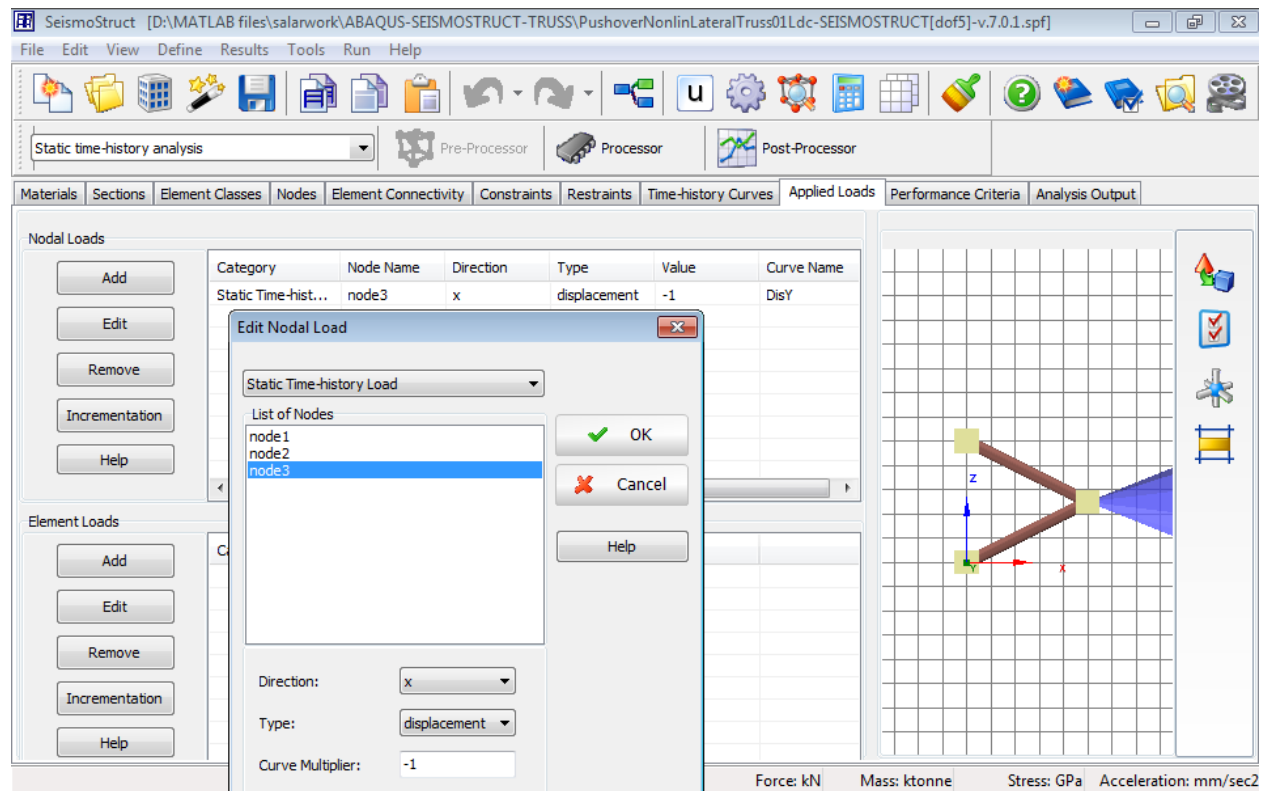 SeismoStruct [D:\MATLAB files\salarwork\ABAQUS-SEISMOSTRUCT-TRUSS\PushoverNonlinLateralTruss01Ldc-SEISMOSTRUCT[dof5]-v.7.0.1.spf]
File Edit View Define Results Tools Run Help
u
Static time-history analysis Pre-Processor Processor Post-Processor
Materials Sections Element Classes Nodes Element Connectivity Constraints Restraints Time-history Curves Applied Loads Performance Criteria Analysis Output
Nodal Loads
Add
Edit
Remove
Incrementation
Help
Category Node Name Direction Type Value Curve Name
Static Time-hist... node3 x displacement -1 DisY
Edit Nodal Load
Static Time-history Load
List of Nodes
node1
node2
node3
OK
Cancel
Help
Direction: x
Type: displacement
Curve Multiplier: -1
Element Loads
Add
Edit
Remove
Incrementation
Help
z
Y
X
Force: kN Mass: ktonne Stress: GPa Acceleration: mm/sec2